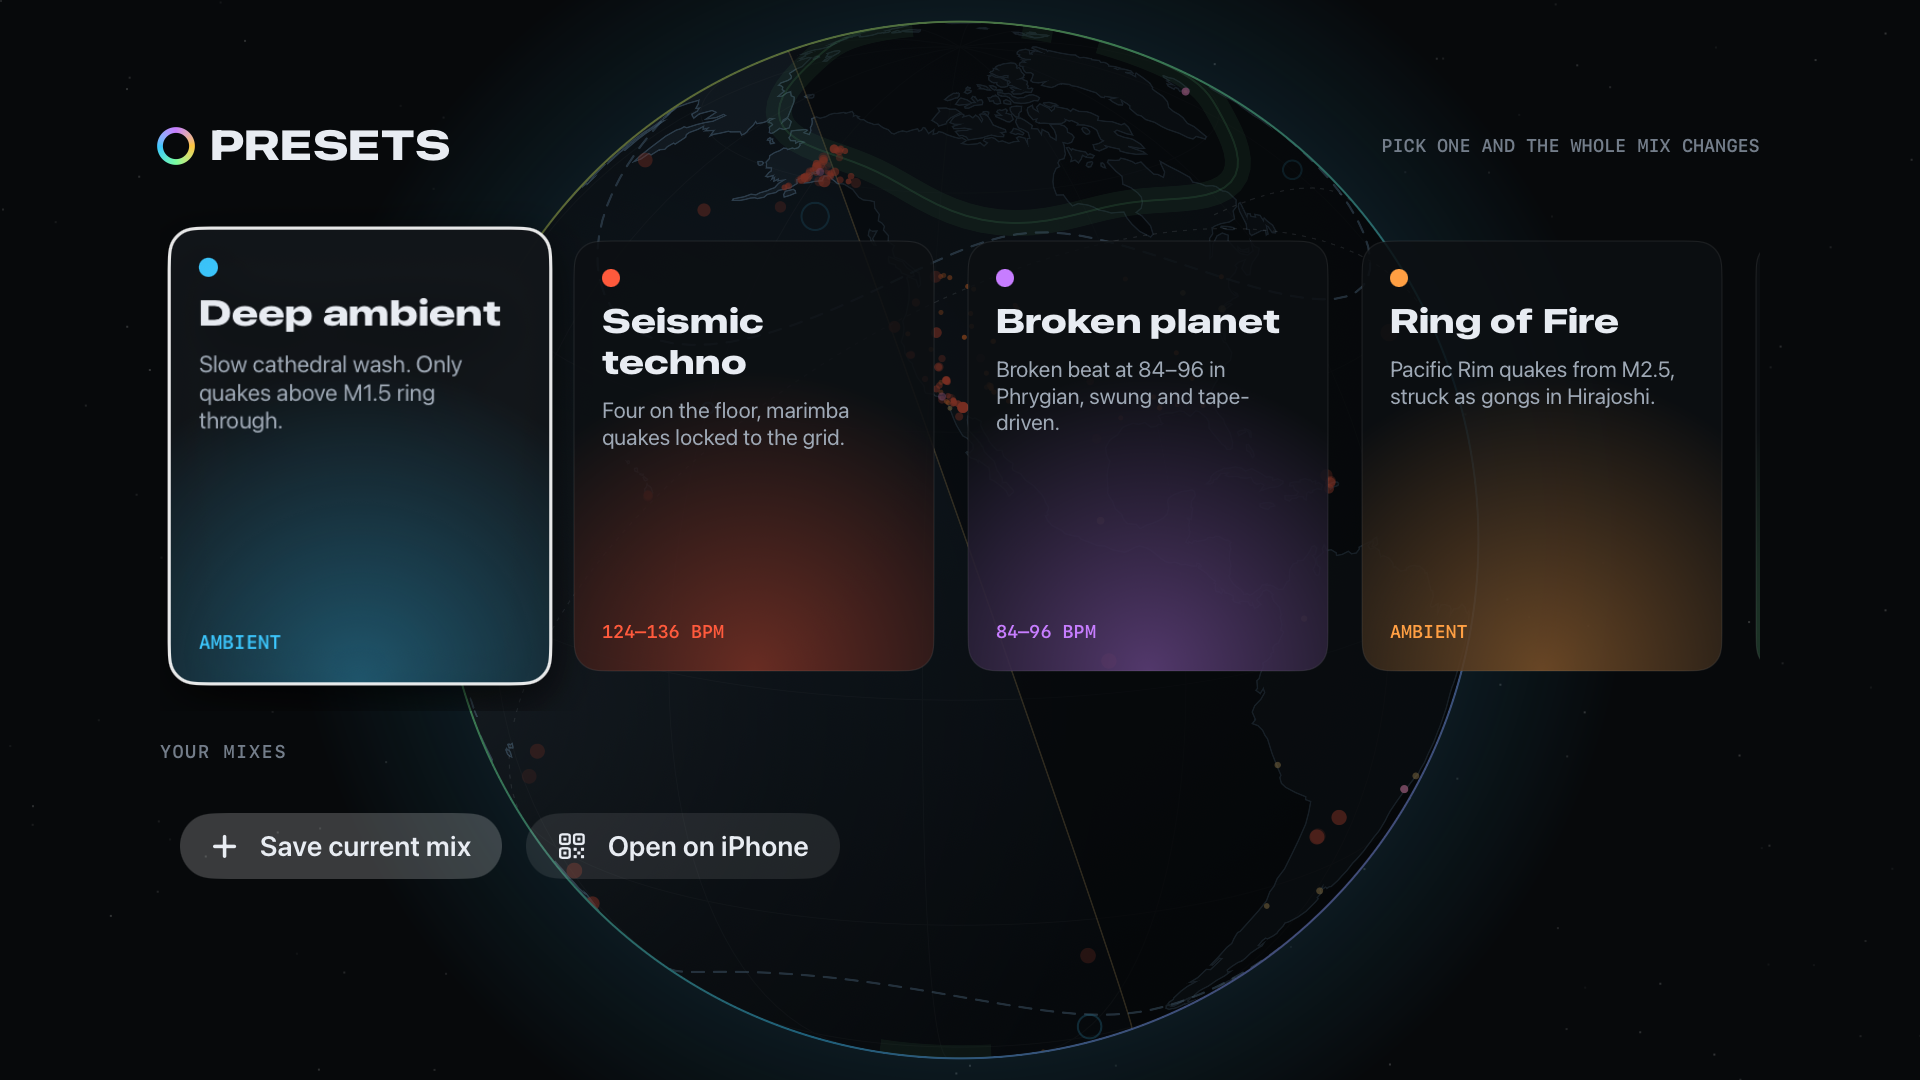 PRESETS
PICK ONE AND THE WHOLE MIX CHANGES
Deep ambient
Slow cathedral wash. Only
quakes above M1.5 ring
through.
AMBIENT
Seismic
techno
Four on the floor, marimba
quakes locked to the grid.
124–136 BPM
Broken planet
Broken beat at 84–96 in
Phrygian, swung and tape-
driven.
84–96 BPM
Ring of Fire
Pacific Rim quakes from M2.5,
struck as gongs in Hirajoshi.
AMBIENT
YOUR MIXES
Save current mix
Open on iPhone